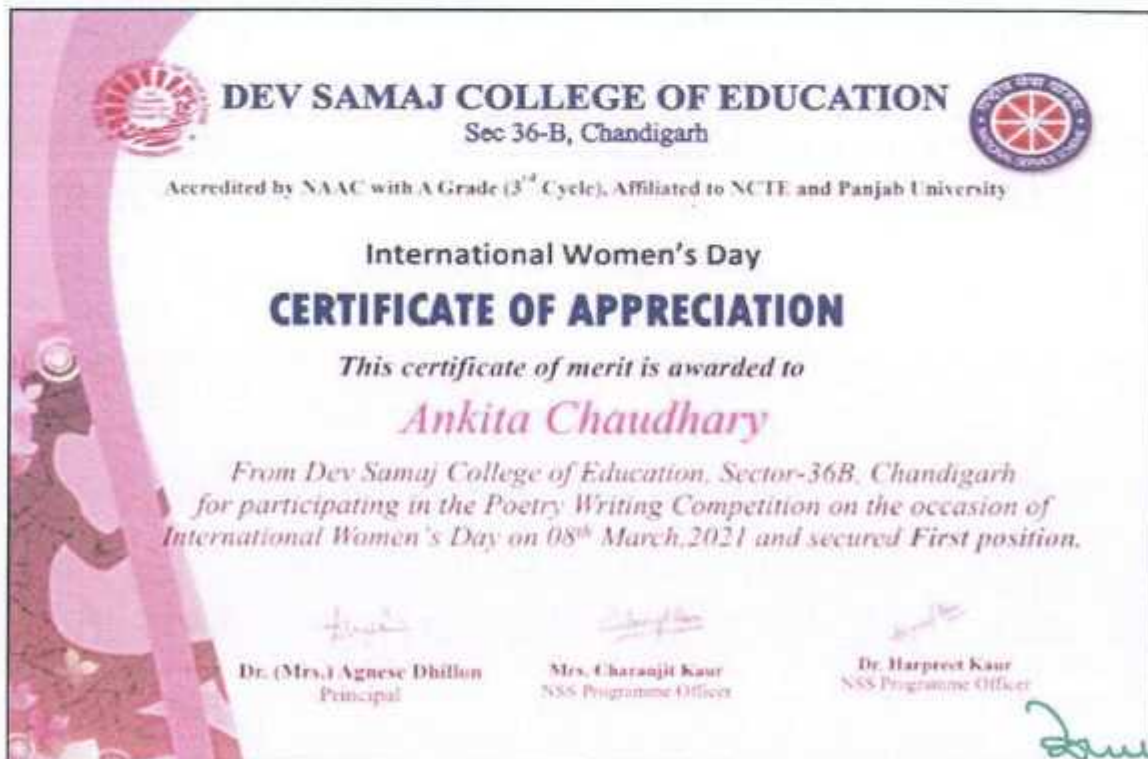 DEV SAMAJ COLLEGE OF EDUCATION
Sec 36-B, Chandigarh
Accredited by NAAC with A Grade (3rd Cycle), Affiliated to NCTE and Panjab University
International Women's Day
CERTIFICATE OF APPRECIATION
This certificate of merit is awarded to
Ankita Chaudhary
From Dev Samaj College of Education, Sector-36B, Chandigarh
for participating in the Poetry Writing Competition on the occasion of
International Women's Day on 08th March,2021 and secured First position.
Dr. (Mrs.) Agnese Dhillon
Principal
Mrs. Charanjit Kaur
NSS Programme Officer
Dr. Harpreet Kaur
NSS Programme Officer